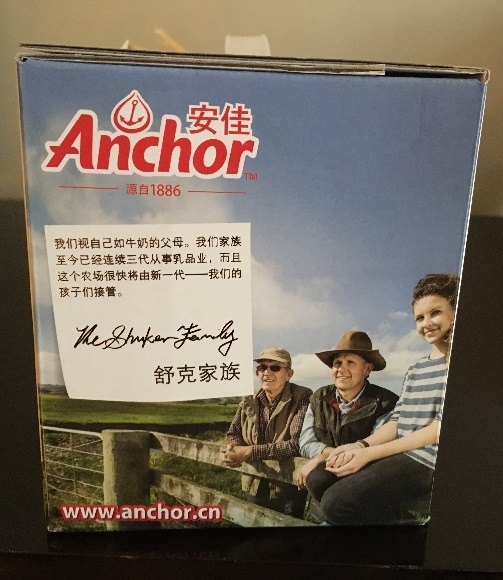 安佳
Anchor™
源自1886
我们视自己如牛奶的父母。我们家族
至今已经连续三代从事乳品业，而且
这个农场很快将由新一代——我们的
孩子们接管。
The Shuker Family
舒克家族
www.anchor.cn